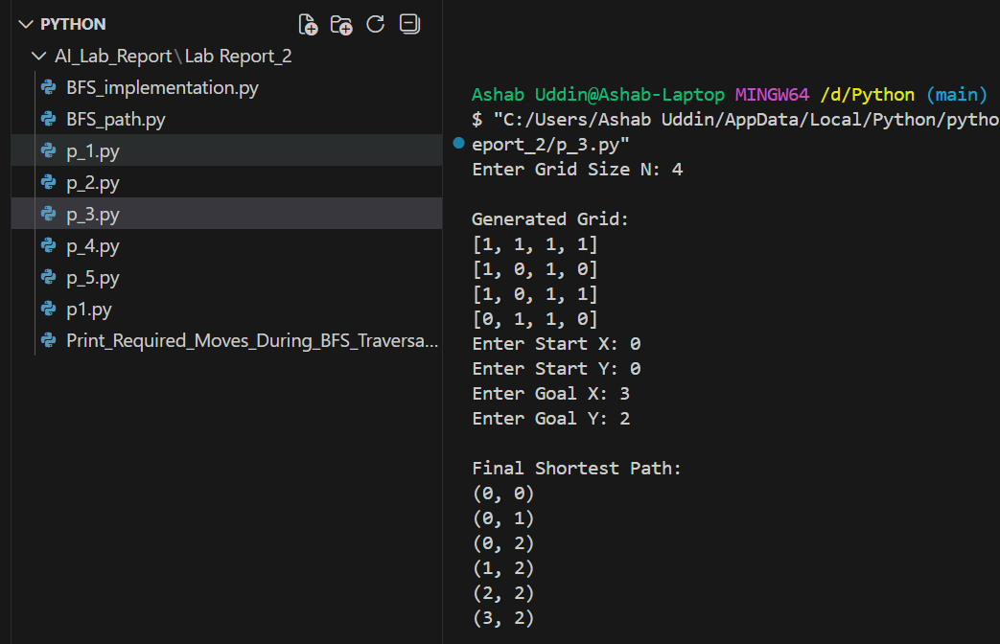 PYTHON
AI_Lab_Report\Lab Report_2
BFS_implementation.py
BFS_path.py
p_1.py
p_2.py
p_3.py
p_4.py
p_5.py
p1.py
Print_Required_Moves_During_BFS_Traversa...
Ashab Uddin@Ashab-Laptop MINGW64 /d/Python (main)
$ "C:/Users/Ashab Uddin/AppData/Local/Python/pytho
eport_2/p_3.py"
Enter Grid Size N: 4
Generated Grid:
[1, 1, 1, 1]
[1, 0, 1, 0]
[1, 0, 1, 1]
[0, 1, 1, 0]
Enter Start X: 0
Enter Start Y: 0
Enter Goal X: 3
Enter Goal Y: 2
Final Shortest Path:
(0, 0)
(0, 1)
(0, 2)
(1, 2)
(2, 2)
(3, 2)